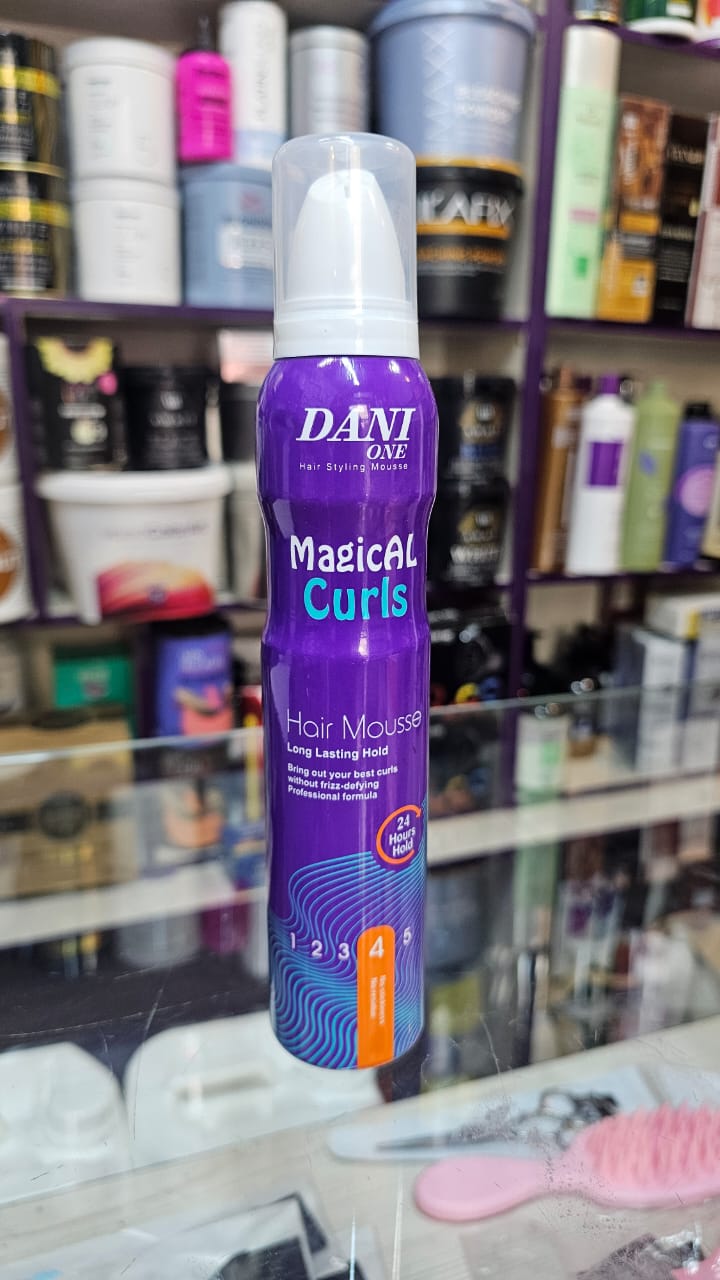 DANI
ONE
Hair Styling Mousse
MagicAL
Curls
Hair Mousse
Long Lasting Hold
Bring out your best curls
without frizz-defying
Professional formula
24
Hours
Hold
1 2 3 4 5